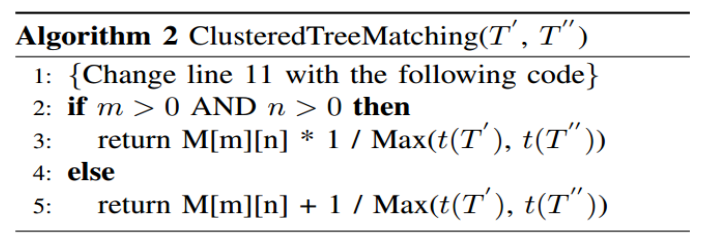 Algorithm 2 ClusteredTreeMatching(T′, T″)
1: {Change line 11 with the following code}
2: if m > 0 AND n > 0 then
3: return M[m][n] * 1 / Max(t(T′), t(T″))
4: else
5: return M[m][n] + 1 / Max(t(T′), t(T″))